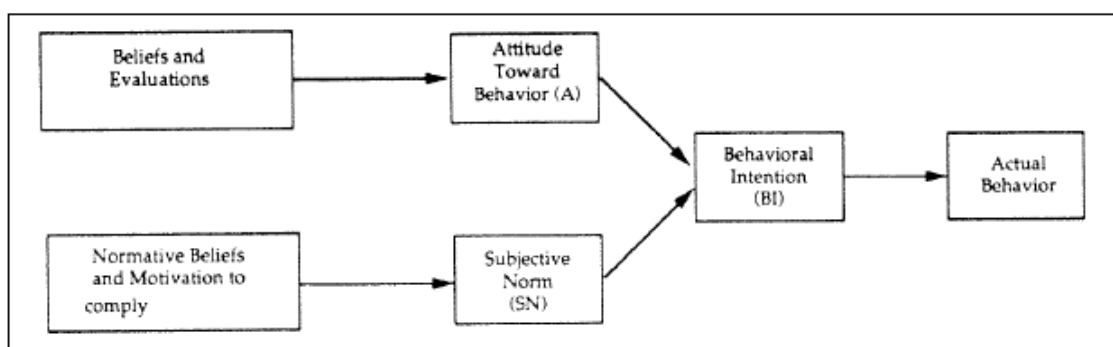 Beliefs and
Evaluations
Attitude
Toward
Behavior (A)
Behavioral
Intention
(BI)
Actual
Behavior
Normative Beliefs
and Motivation to
comply
Subjective
Norm
(SN)